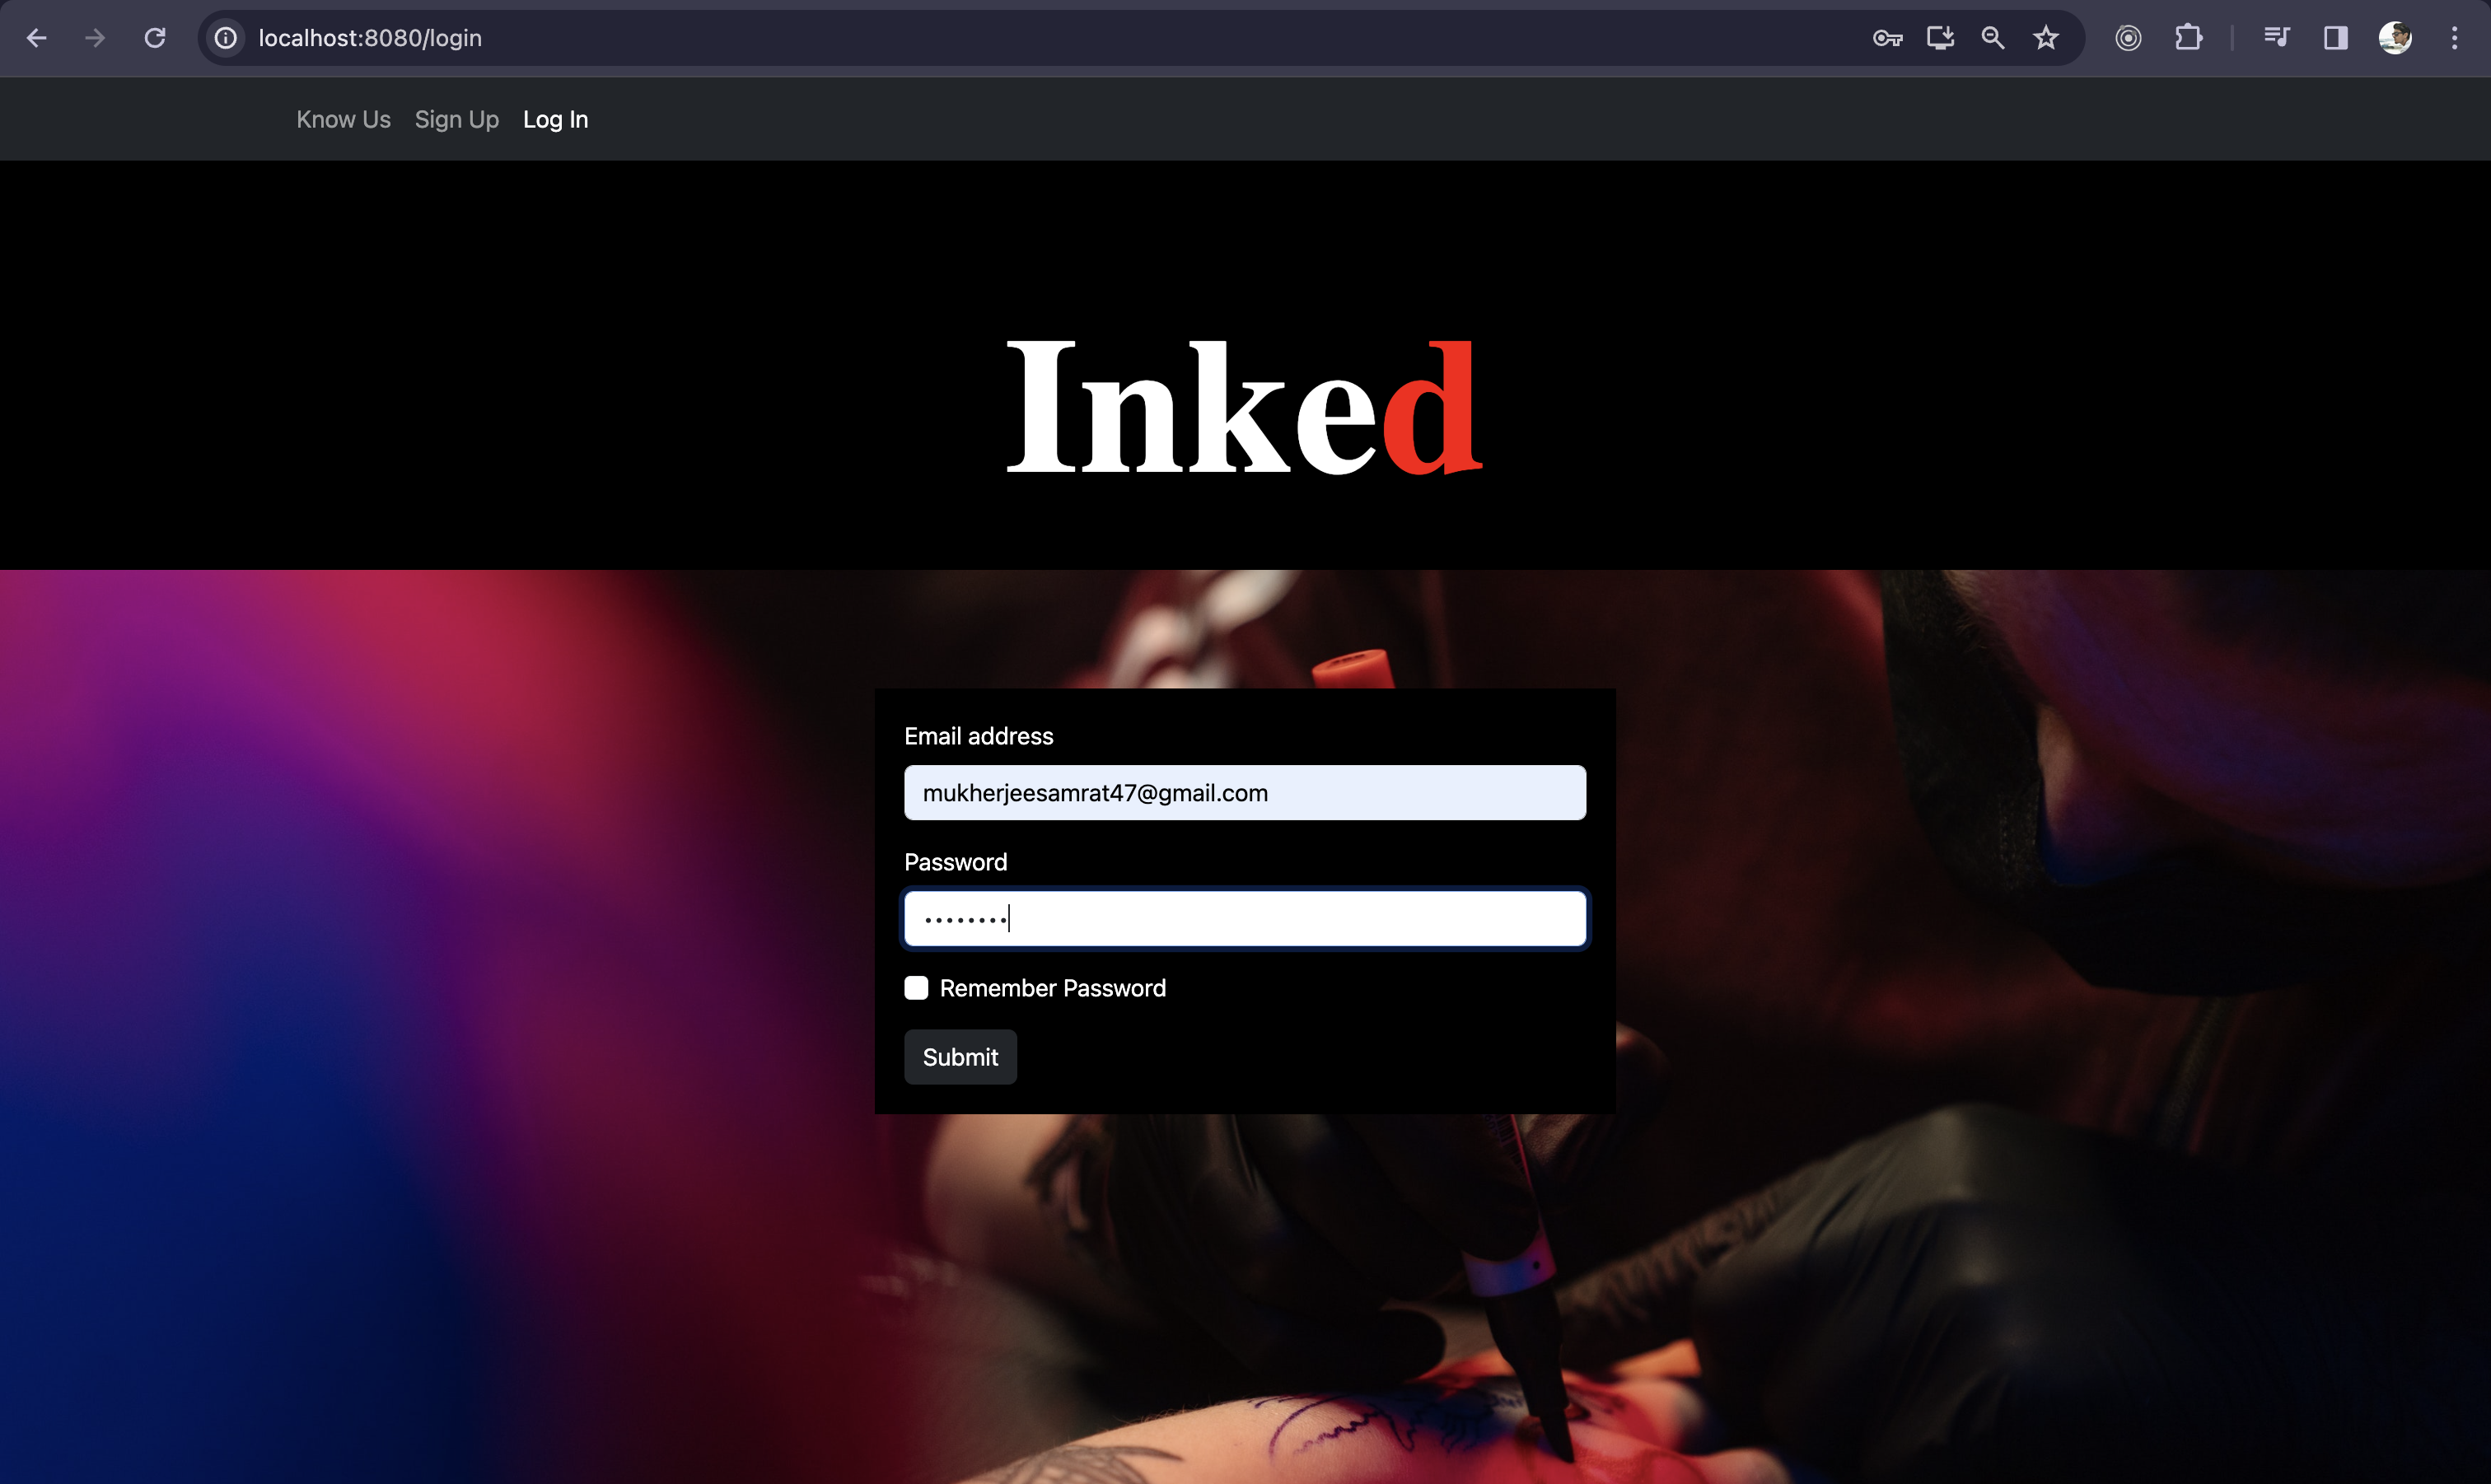 localhost:8080/login
Know Us Sign Up Log In
Inked
Email address
mukherjeesamrat47@gmail.com
Password
••••••••
Remember Password
Submit